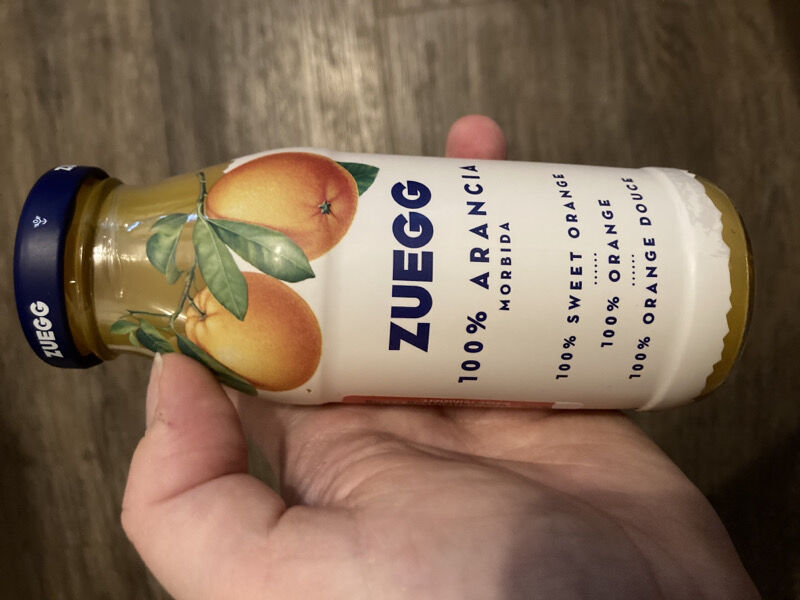 ZUEGG
ZUEGG
100% ARANCIA
MORBIDA
100% SWEET ORANGE
100% ORANGE
100% ORANGE DOUCE